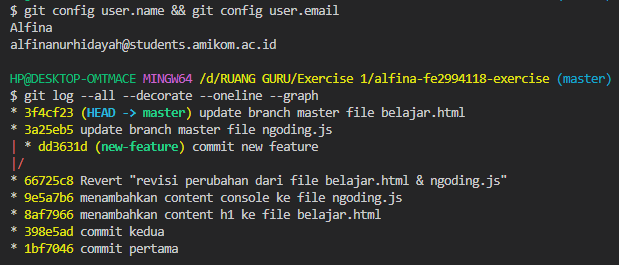 $ git config user.name && git config user.email
Alfina
alfinanurhidayah@students.amikom.ac.id
HP@DESKTOP-OMTMACE MINGW64 /d/RUANG GURU/Exercise 1/alfina-fe2994118-exercise (master)
$ git log --all --decorate --oneline --graph
* 3f4cf23 (HEAD -> master) update branch master file belajar.html
* 3a25eb5 update branch master file ngoding.js
| * dd3631d (new-feature) commit new feature
|/
* 66725c8 Revert "revisi perubahan dari file belajar.html & ngoding.js"
* 9e5a7b6 menambahkan content console ke file ngoding.js
* 8af7966 menambahkan content h1 ke file belajar.html
* 398e5ad commit kedua
* 1bf7046 commit pertama